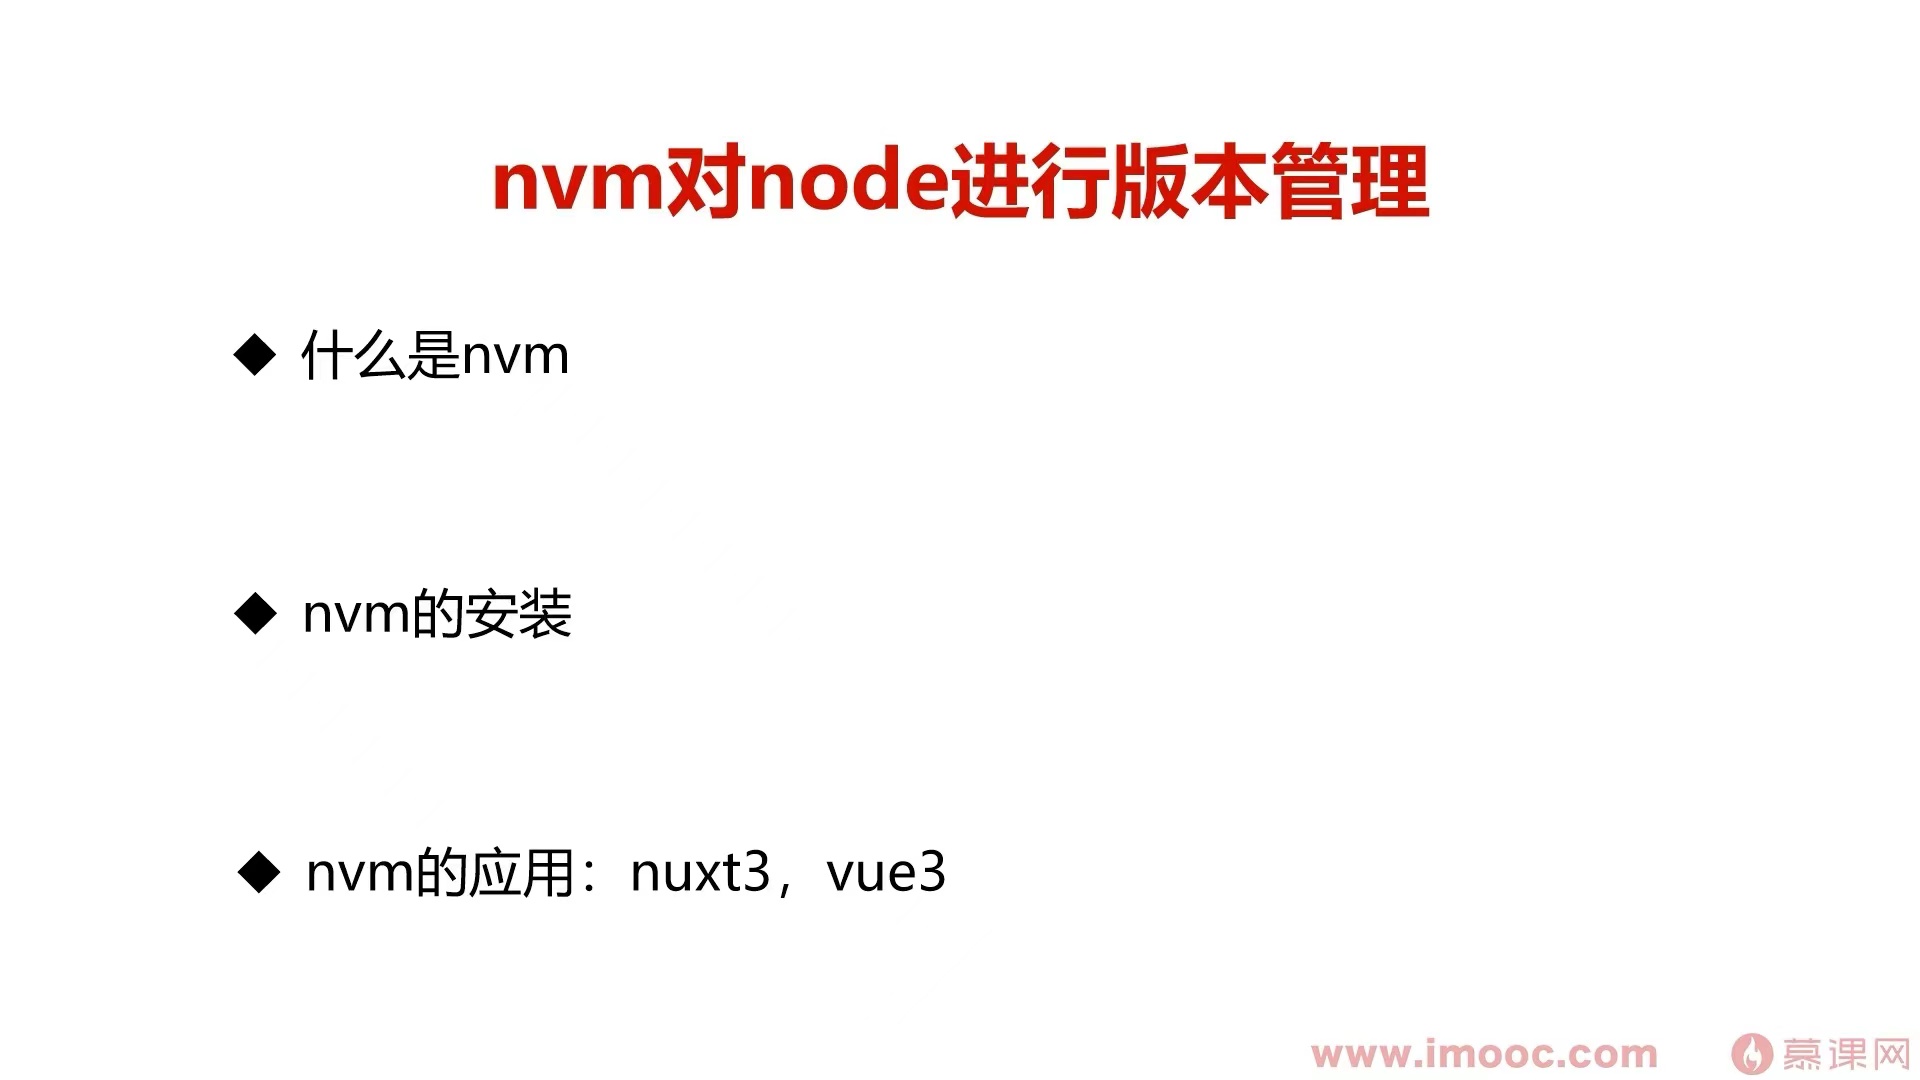 nvm对node进行版本管理
◆ 什么是nvm
◆ nvm的安装
◆ nvm的应用：nuxt3，vue3
www.imooc.com 慕课网